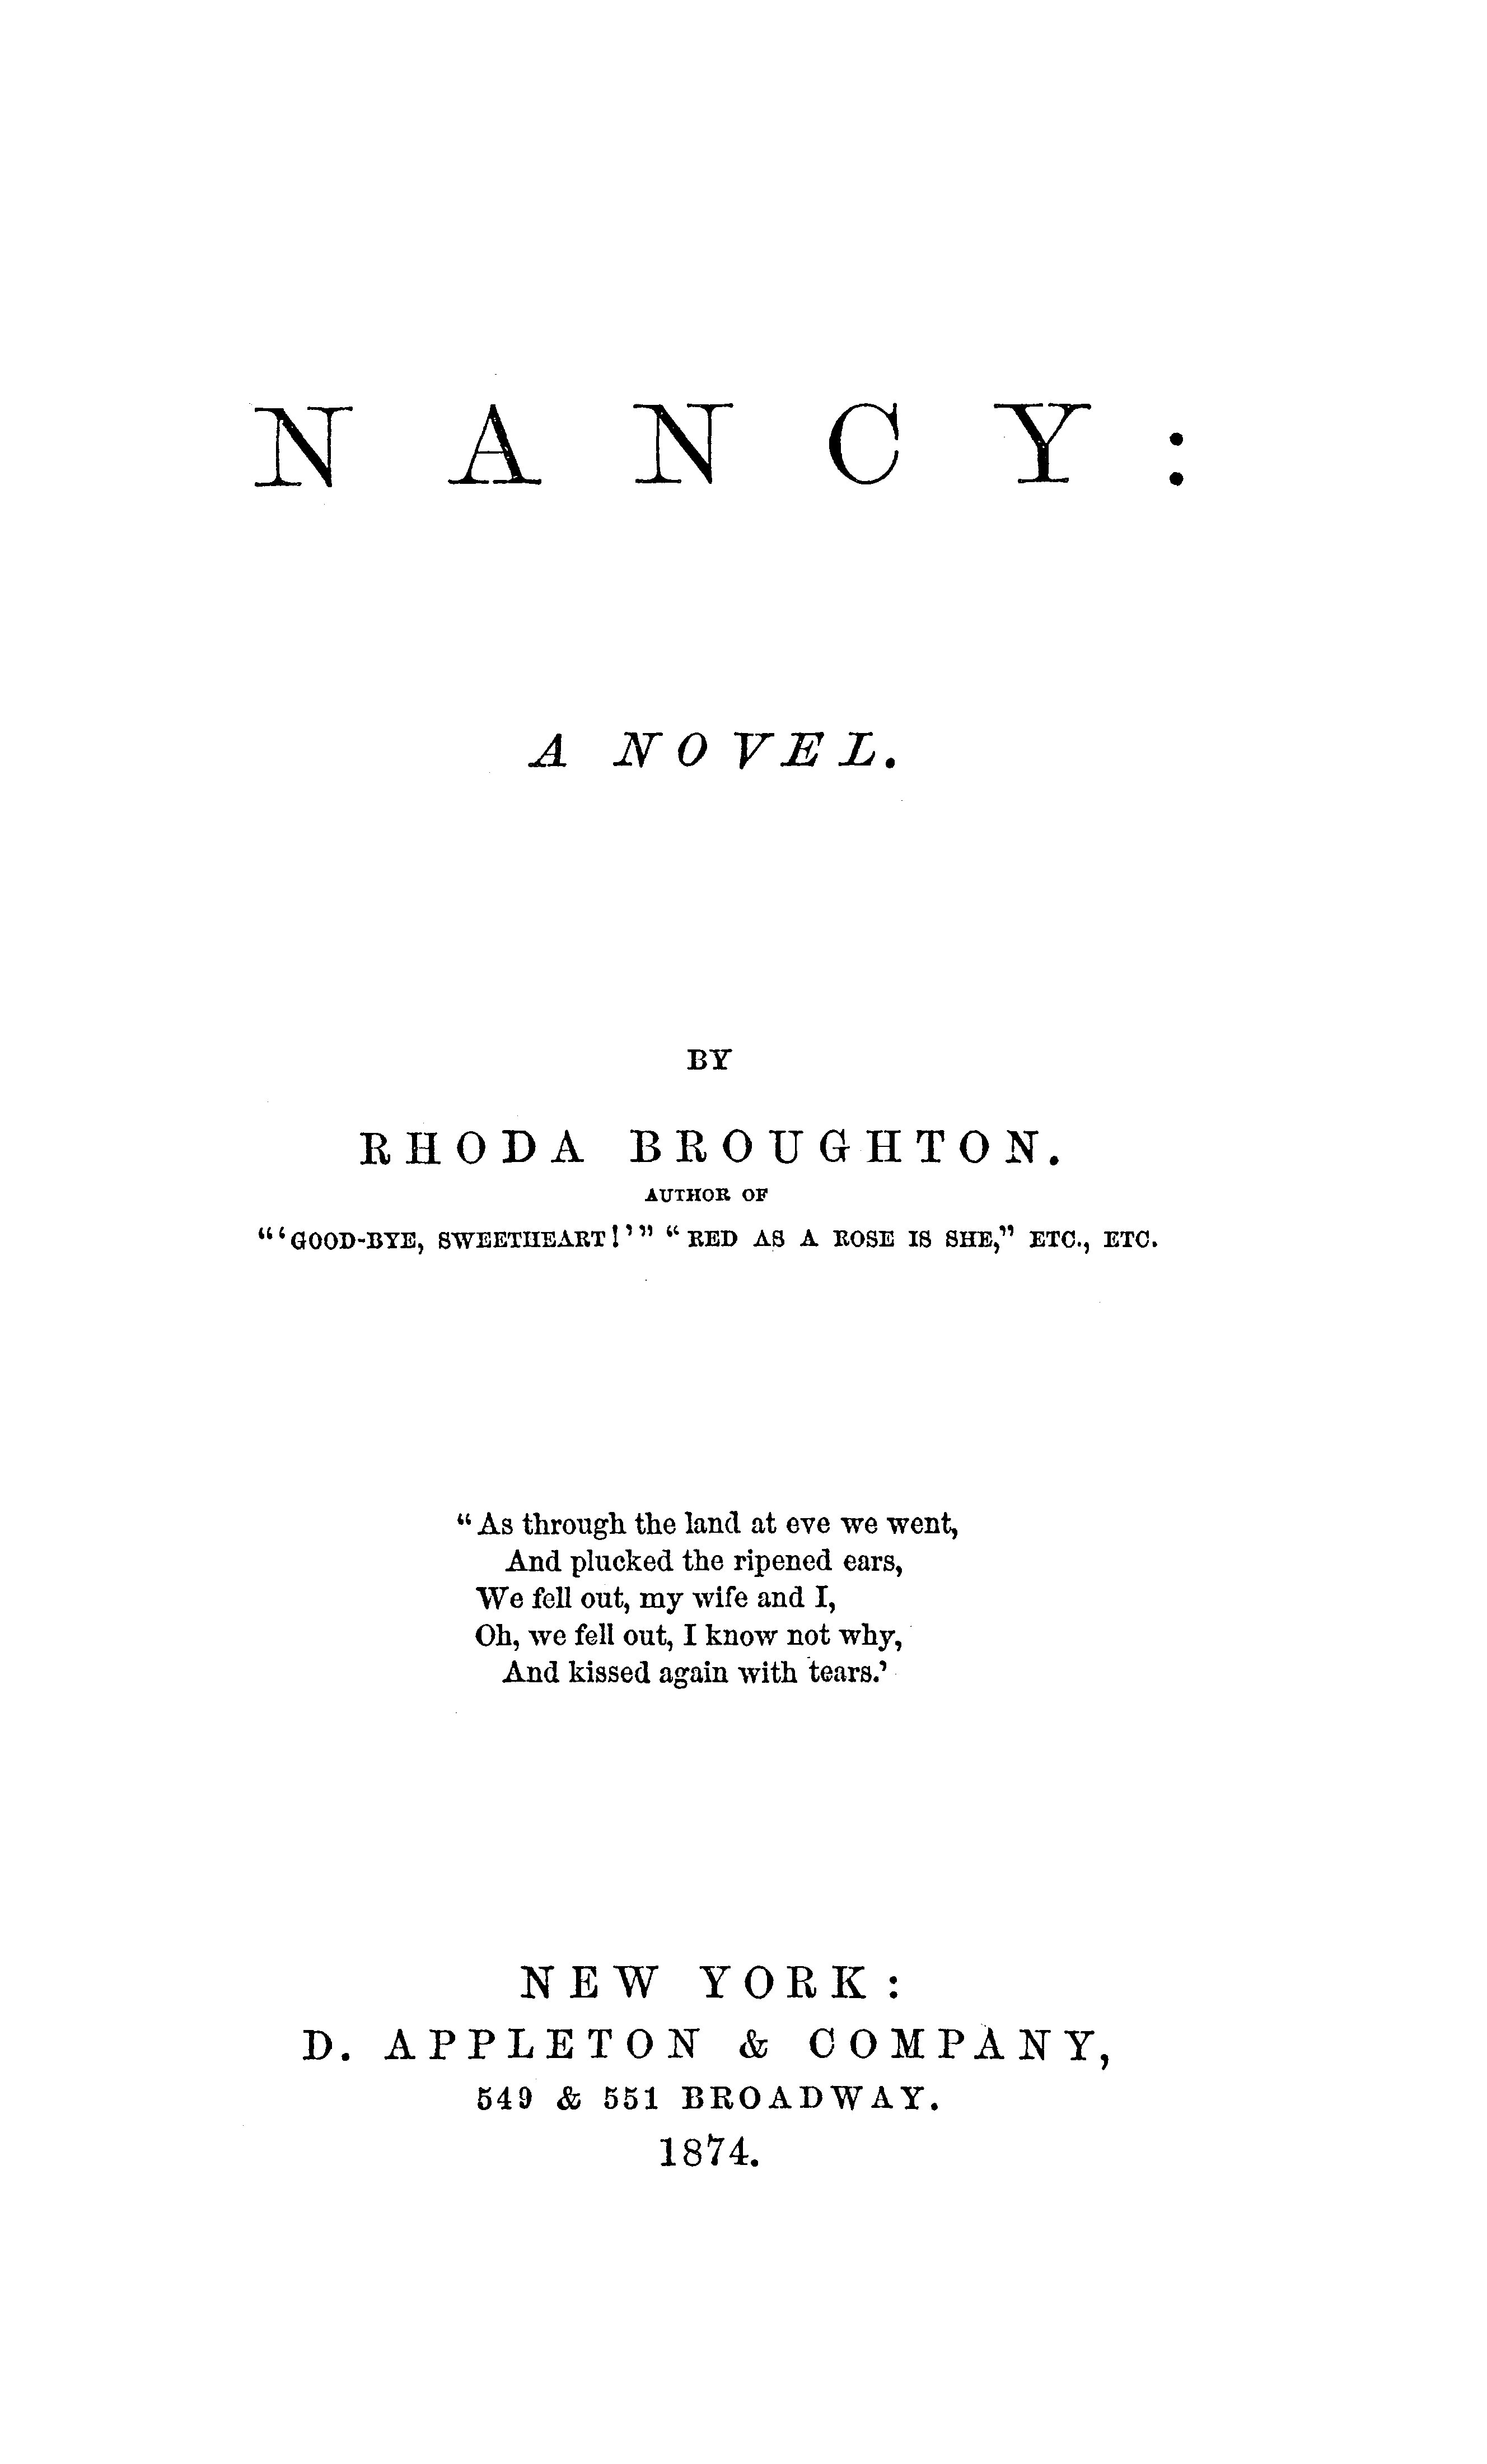 NANCY:
A NOVEL.
BY
RHODA BROUGHTON.
AUTHOR OF
“‘GOOD-BYE, SWEETHEART!’” “RED AS A ROSE IS SHE,” ETC., ETC.
“As through the land at eve we went,
And plucked the ripened ears,
We fell out, my wife and I,
Oh, we fell out, I know not why,
And kissed again with tears.’
NEW YORK:
D. APPLETON & COMPANY,
549 & 551 BROADWAY.
1874.